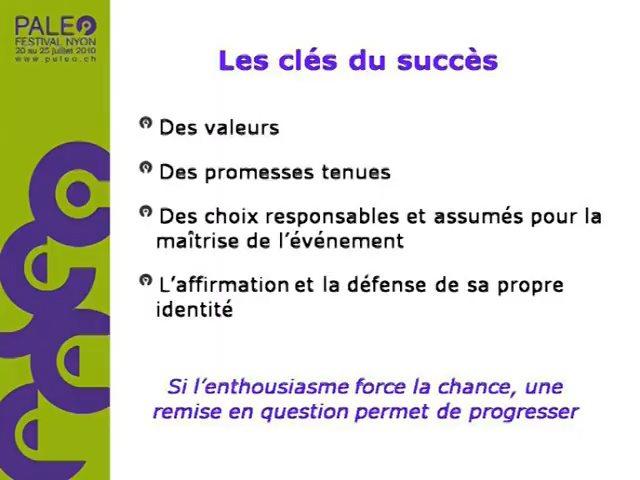 PALEO
FESTIVAL NYON
20 au 25 juillet 2010
www.paleo.ch
Les clés du succès
Des valeurs
Des promesses tenues
Des choix responsables et assumés pour la
maîtrise de l'événement
L'affirmation et la défense de sa propre
identité
Si l'enthousiasme force la chance, une
remise en question permet de progresser